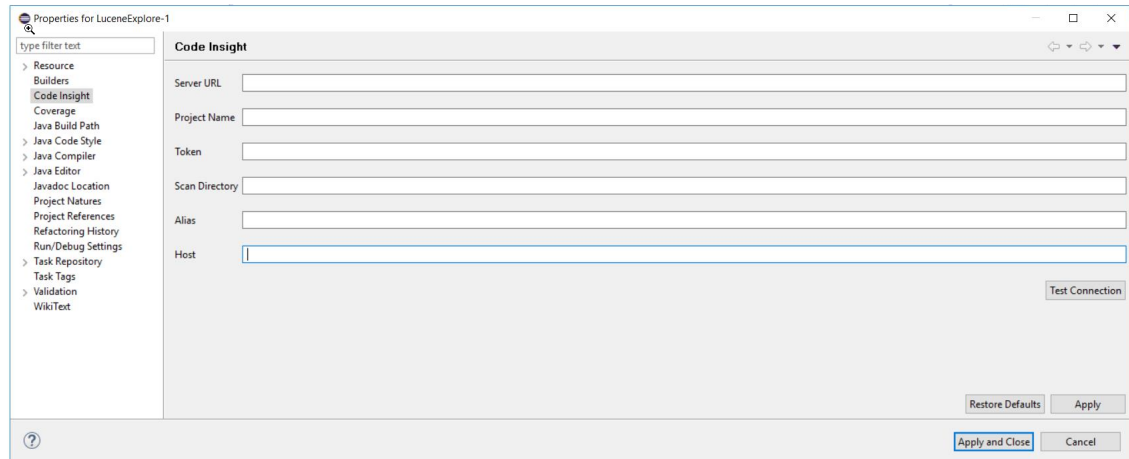 Properties for LuceneExplore-1
type filter text
Resource
Builders
Code Insight
Coverage
Java Build Path
Java Code Style
Java Compiler
Java Editor
Javadoc Location
Project Natures
Project References
Refactoring History
Run/Debug Settings
Task Repository
Task Tags
Validation
WikiText
Code Insight
Server URL
Project Name
Token
Scan Directory
Alias
Host
Test Connection
Restore Defaults Apply
Apply and Close Cancel